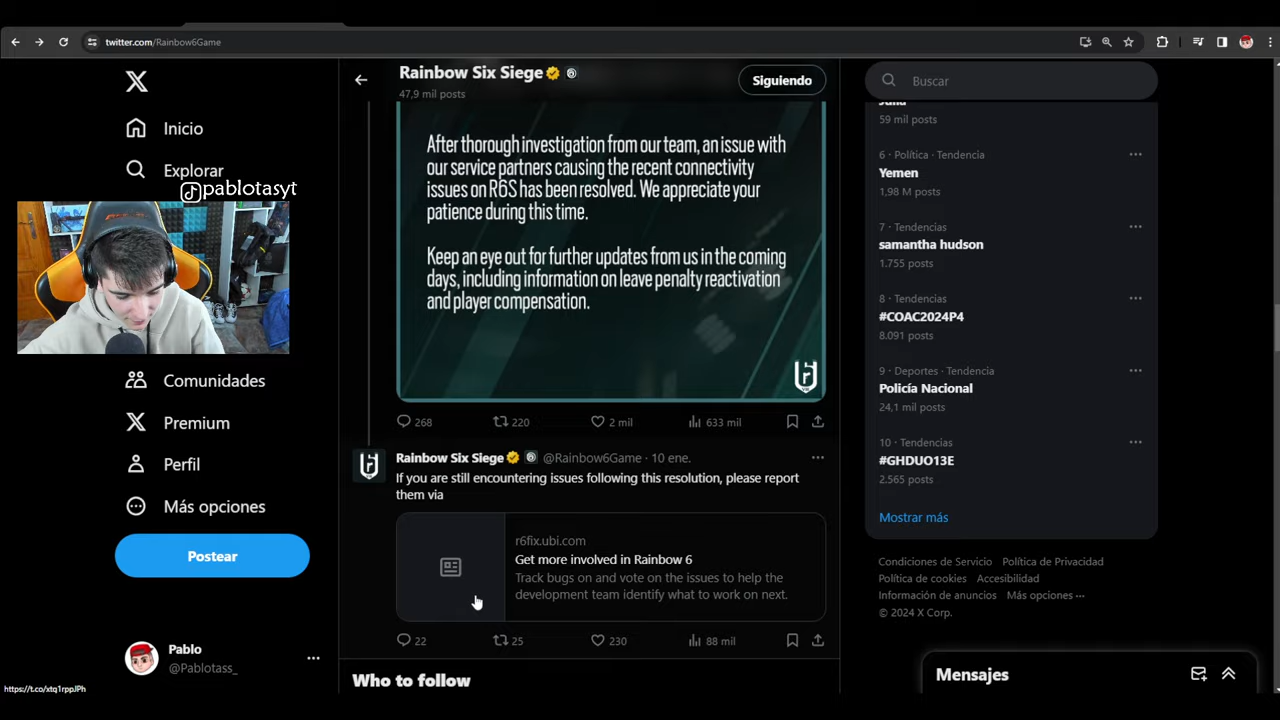 twitter.com/Rainbow6Game
Rainbow Six Siege
47,9 mil posts
Siguiendo
Buscar
Inicio
Explorar
pablotasyt
Comunidades
Premium
Perfil
Más opciones
Postear
Pablo
@Pablotass_
https://t.co/xtq1rppJPh
After thorough investigation from our team, an issue with
our service partners causing the recent connectivity
issues on R6S has been resolved. We appreciate your
patience during this time.
Keep an eye out for further updates from us in the coming
days, including information on leave penalty reactivation
and player compensation.
268
220
2 mil
633 mil
Rainbow Six Siege @Rainbow6Game · 10 ene.
If you are still encountering issues following this resolution, please report
them via
r6fix.ubi.com
Get more involved in Rainbow 6
Track bugs on and vote on the issues to help the
development team identify what to work on next.
22
25
230
88 mil
Who to follow
59 mil posts
6 · Política · Tendencia
Yemen
1,98 M posts
7 · Tendencias
samantha hudson
1.755 posts
8 · Tendencias
#COAC2024P4
8.091 posts
9 · Deportes · Tendencia
Policía Nacional
24,1 mil posts
10 · Tendencias
#GHDUO13E
2.565 posts
Mostrar más
Condiciones de Servicio Política de Privacidad
Política de cookies Accesibilidad
Información de anuncios Más opciones ···
© 2024 X Corp.
Mensajes